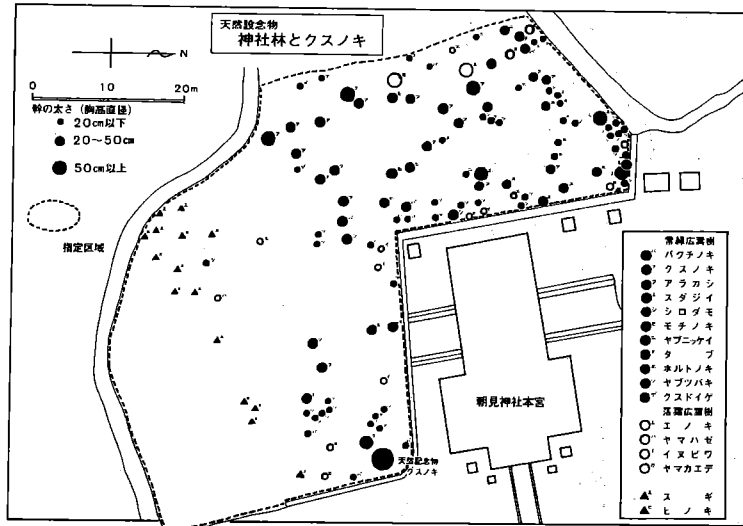 天然設念物
神社林とクスノキ
N
0 10 20m
幹の太さ（胸高直径）
20cm以下
20～50cm
50cm以上
指定区域
常緑広葉樹
バクチノキ
クスノキ
アラカシ
スダジイ
シロダモ
モチノキ
ヤブニッケイ
タブ
ホルトノキ
ヤブツバキ
クスドイゲ
落葉広葉樹
エノキ
ヤマハゼ
イヌビワ
ヤマカエデ
スギ
ヒノキ
朝見神社本宮
天然記念物
クスノキ